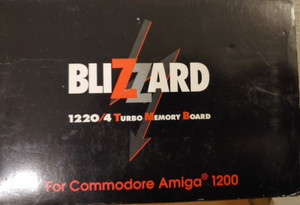 BLIZZARD
1220/4 TURBO MEMORY BOARD
For Commodore Amiga® 1200